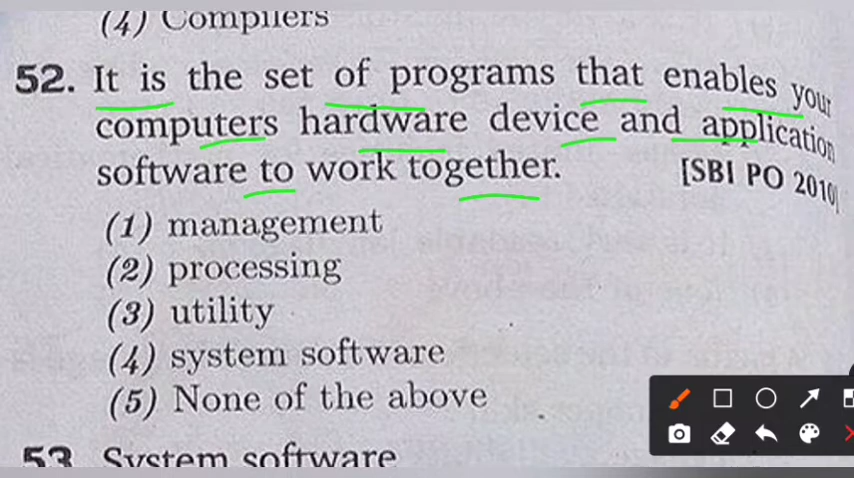 (4) Compilers
52. It is the set of programs that enables your
computers hardware device and application
software to work together. [SBI PO 2010]
(1) management
(2) processing
(3) utility
(4) system software
(5) None of the above
53 System software